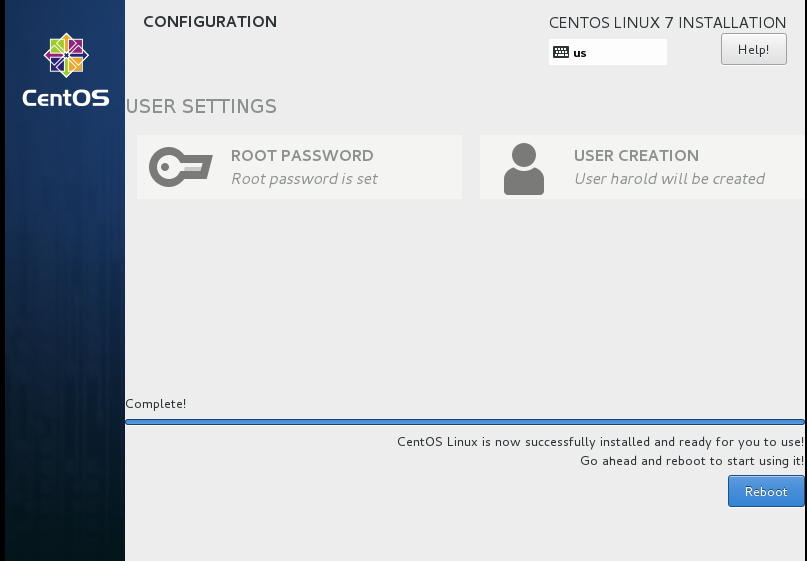 CONFIGURATION
CENTOS LINUX 7 INSTALLATION
us
Help!
CentOS
USER SETTINGS
ROOT PASSWORD
Root password is set
USER CREATION
User harold will be created
Complete!
CentOS Linux is now successfully installed and ready for you to use!
Go ahead and reboot to start using it!
Reboot